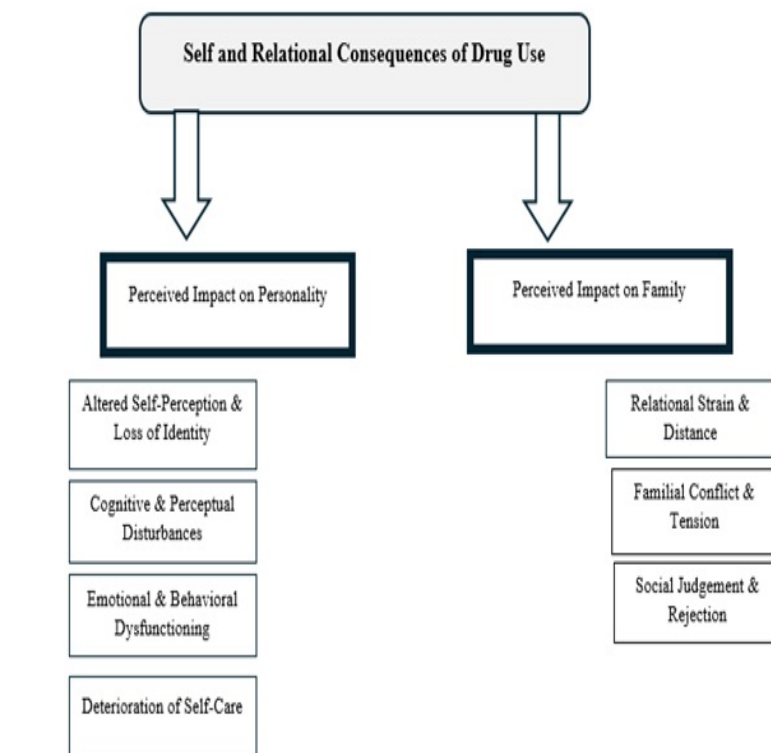 Self and Relational Consequences of Drug Use
Perceived Impact on Personality
Perceived Impact on Family
Altered Self-Perception &
Loss of Identity
Cognitive & Perceptual
Disturbances
Emotional & Behavioral
Dysfunctioning
Deterioration of Self-Care
Relational Strain &
Distance
Familial Conflict &
Tension
Social Judgement &
Rejection